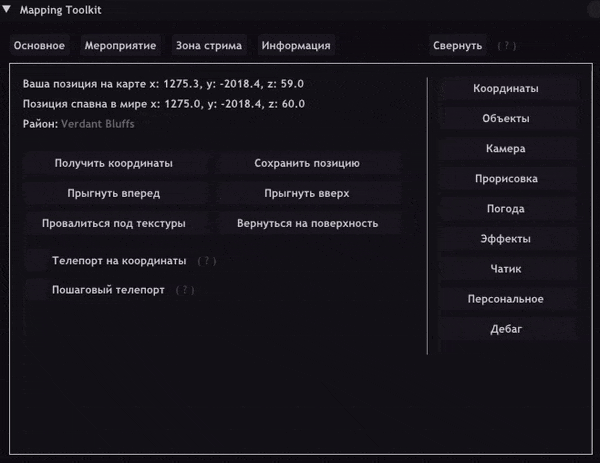 Mapping Toolkit
Основное Мероприятие Зона стрима Информация Свернуть ( ? )
Ваша позиция на карте x: 1275.3, y: -2018.4, z: 59.0
Позиция спавна в мире x: 1275.0, y: -2018.4, z: 60.0
Район: Verdant Bluffs
Получить координаты Сохранить позицию
Прыгнуть вперед Прыгнуть вверх
Провалиться под текстуры Вернуться на поверхность
Телепорт на координаты ( ? )
Пошаговый телепорт ( ? )
Координаты
Объекты
Камера
Прорисовка
Погода
Эффекты
Чатик
Персональное
Дебаг